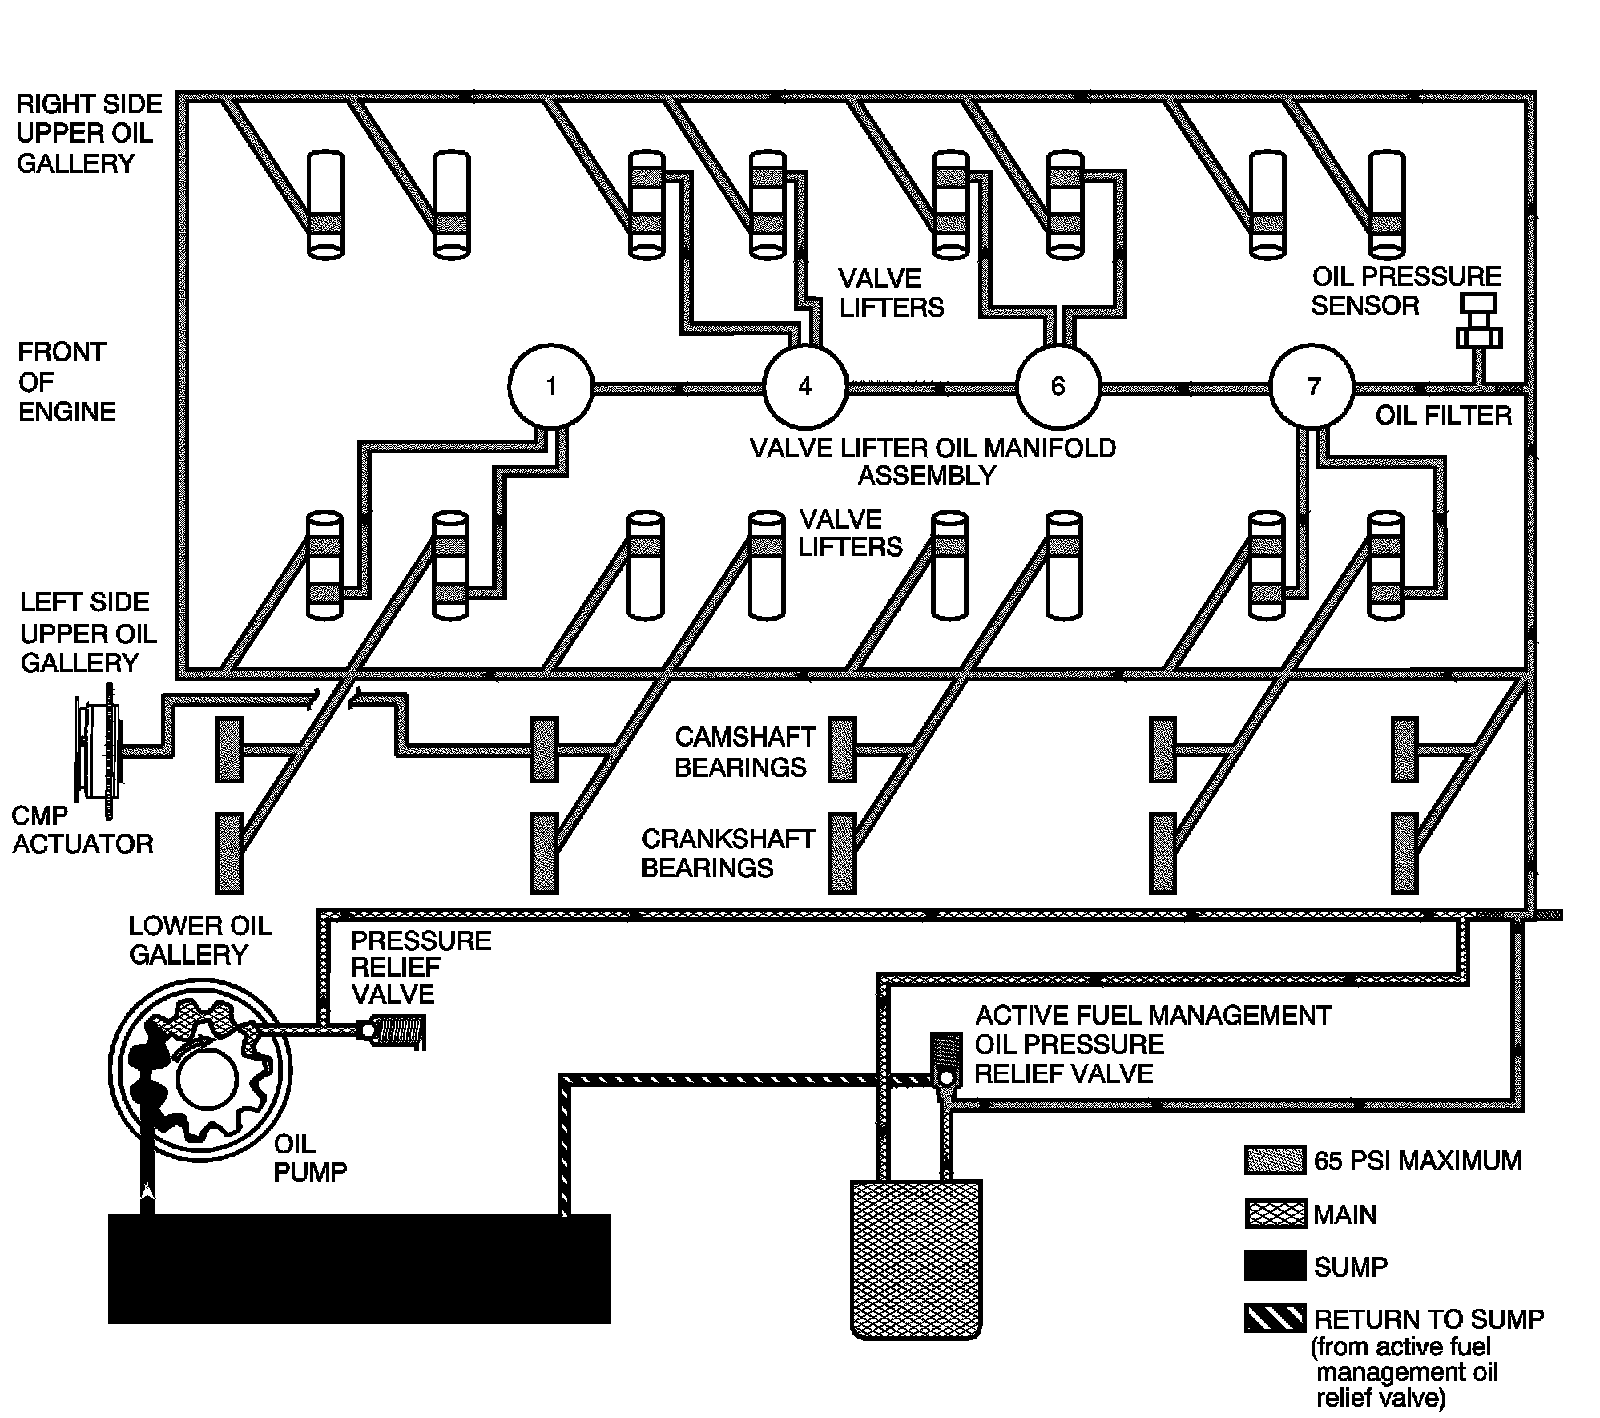 RIGHT SIDE
UPPER OIL
GALLERY
VALVE
LIFTERS
OIL PRESSURE
SENSOR
FRONT
OF
ENGINE
1
4
6
7
OIL FILTER
VALVE LIFTER OIL MANIFOLD
ASSEMBLY
VALVE
LIFTERS
LEFT SIDE
UPPER OIL
GALLERY
CAMSHAFT
BEARINGS
CMP
ACTUATOR
CRANKSHAFT
BEARINGS
LOWER OIL
GALLERY
PRESSURE
RELIEF
VALVE
ACTIVE FUEL MANAGEMENT
OIL PRESSURE
RELIEF VALVE
OIL
PUMP
65 PSI MAXIMUM
MAIN
SUMP
RETURN TO SUMP
(from active fuel
management oil
relief valve)